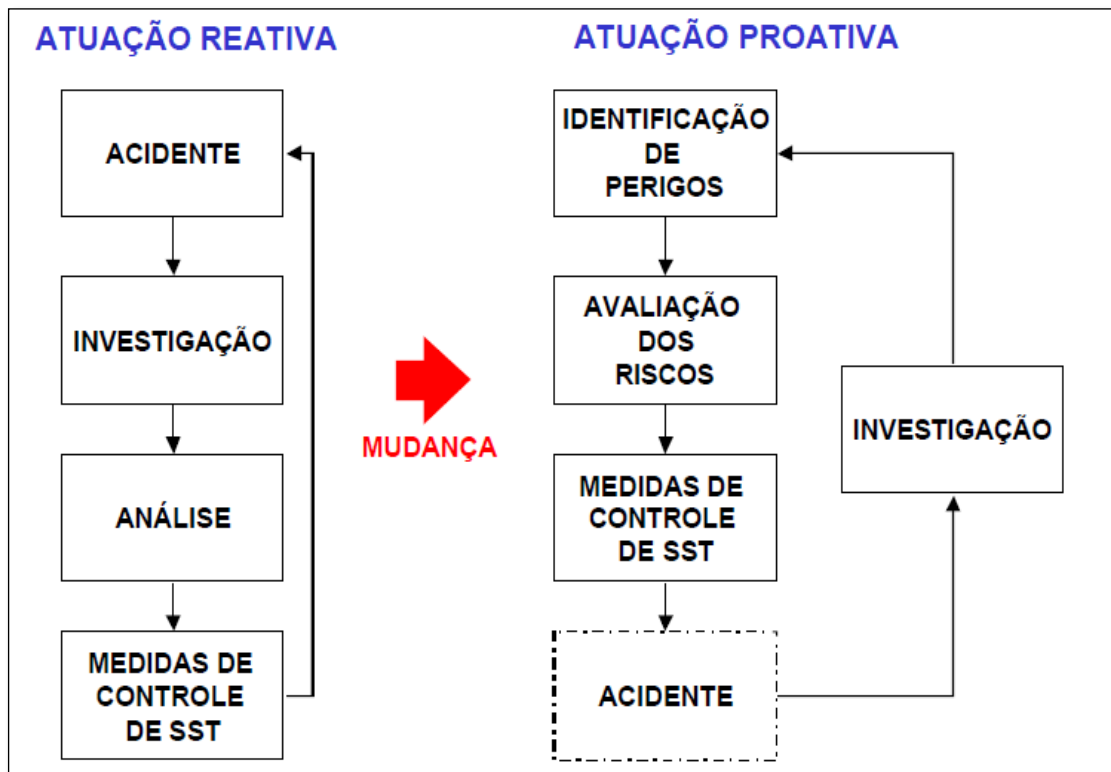 ATUAÇÃO REATIVA
ACIDENTE
INVESTIGAÇÃO
ANÁLISE
MEDIDAS DE
CONTROLE
DE SST
MUDANÇA
ATUAÇÃO PROATIVA
IDENTIFICAÇÃO
DE
PERIGOS
AVALIAÇÃO
DOS
RISCOS
MEDIDAS DE
CONTROLE
DE SST
ACIDENTE
INVESTIGAÇÃO